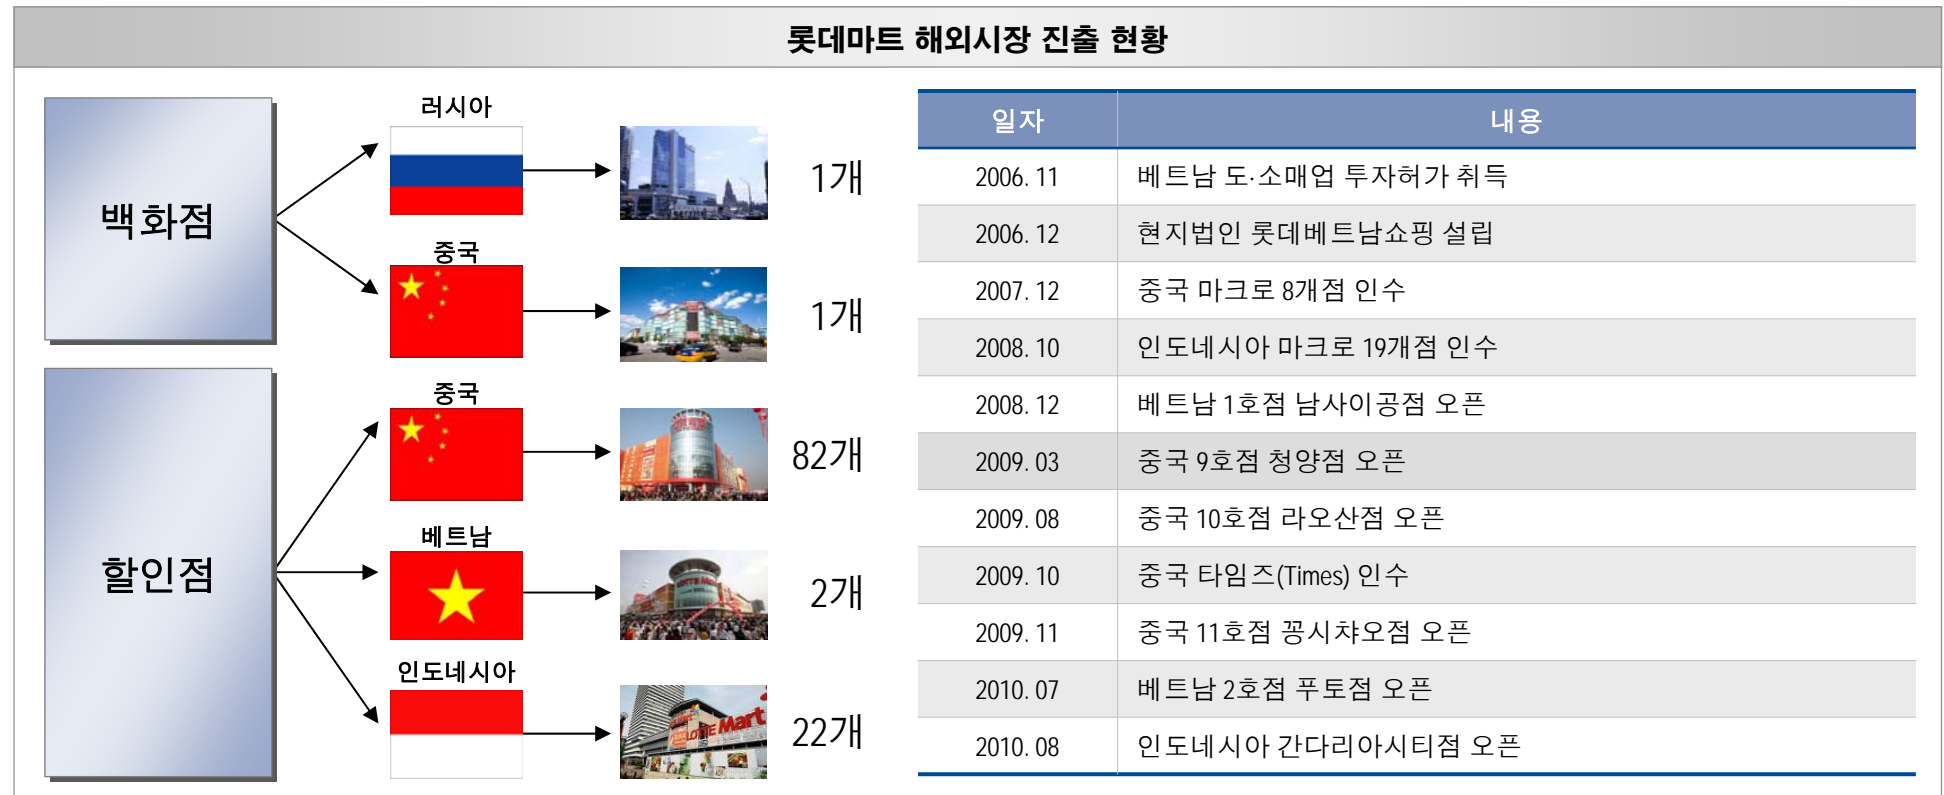 롯데마트 해외시장 진출 현황
백화점
러시아
1개
중국
1개
할인점
중국
82개
베트남
2개
인도네시아
LOTTE Mart
22개
일자 내용
2006. 11 베트남 도·소매업 투자허가 취득
2006. 12 현지법인 롯데베트남쇼핑 설립
2007. 12 중국 마크로 8개점 인수
2008. 10 인도네시아 마크로 19개점 인수
2008. 12 베트남 1호점 남사이공점 오픈
2009. 03 중국 9호점 청양점 오픈
2009. 08 중국 10호점 라오산점 오픈
2009. 10 중국 타임즈(Times) 인수
2009. 11 중국 11호점 꽁시챠오점 오픈
2010. 07 베트남 2호점 푸토점 오픈
2010. 08 인도네시아 간다리아시티점 오픈